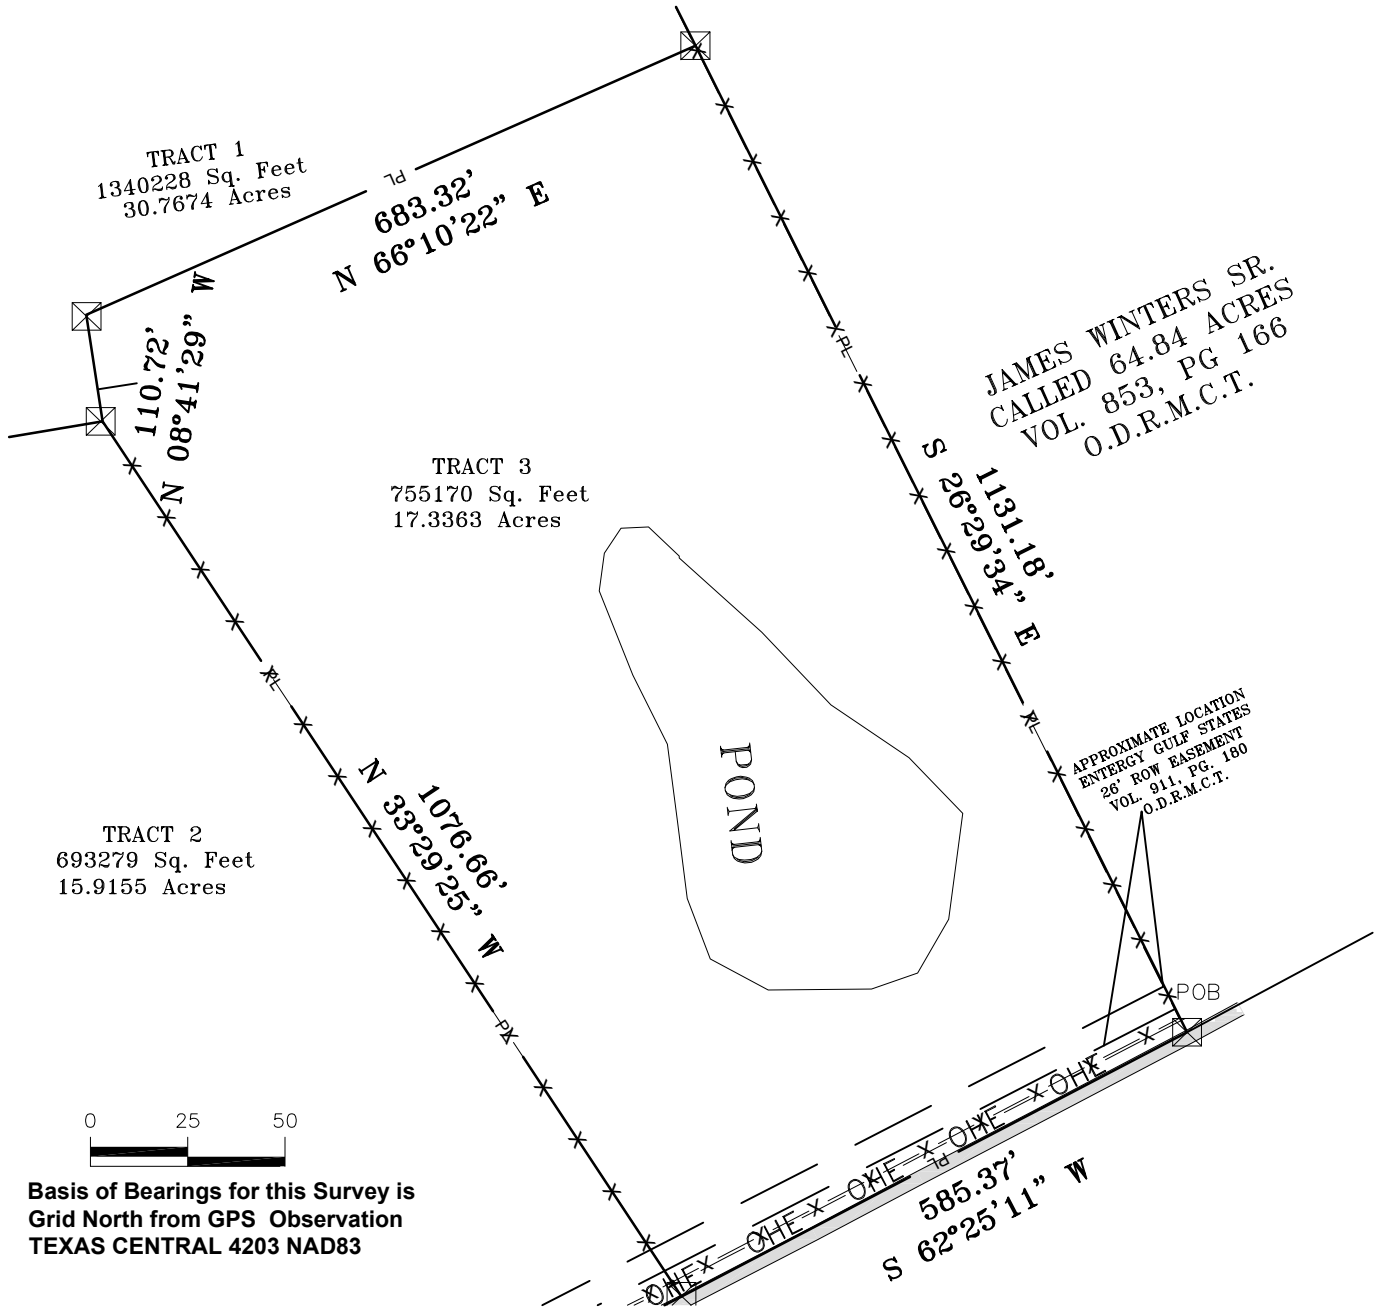 TRACT 1
1340228 Sq. Feet
30.7674 Acres
PL
683.32'
N 66°10'22" E
110.72'
N 08°41'29" W
PL
JAMES WINTERS SR.
CALLED 64.84 ACRES
VOL. 853, PG 166
O.D.R.M.C.T.
TRACT 3
755170 Sq. Feet
17.3363 Acres
1131.18'
S 26°29'34" E
PL
PL
APPROXIMATE LOCATION
ENTERGY GULF STATES
26' ROW EASEMENT
VOL. 911, PG. 180
O.D.R.M.C.T.
POND
1076.66'
N 33°29'25" W
TRACT 2
693279 Sq. Feet
15.9155 Acres
POB
PL
OHE
OHE
OHE
OHE
OHE
PL
585.37'
S 62°25'11" W
0 25 50
Basis of Bearings for this Survey is
Grid North from GPS Observation
TEXAS CENTRAL 4203 NAD83